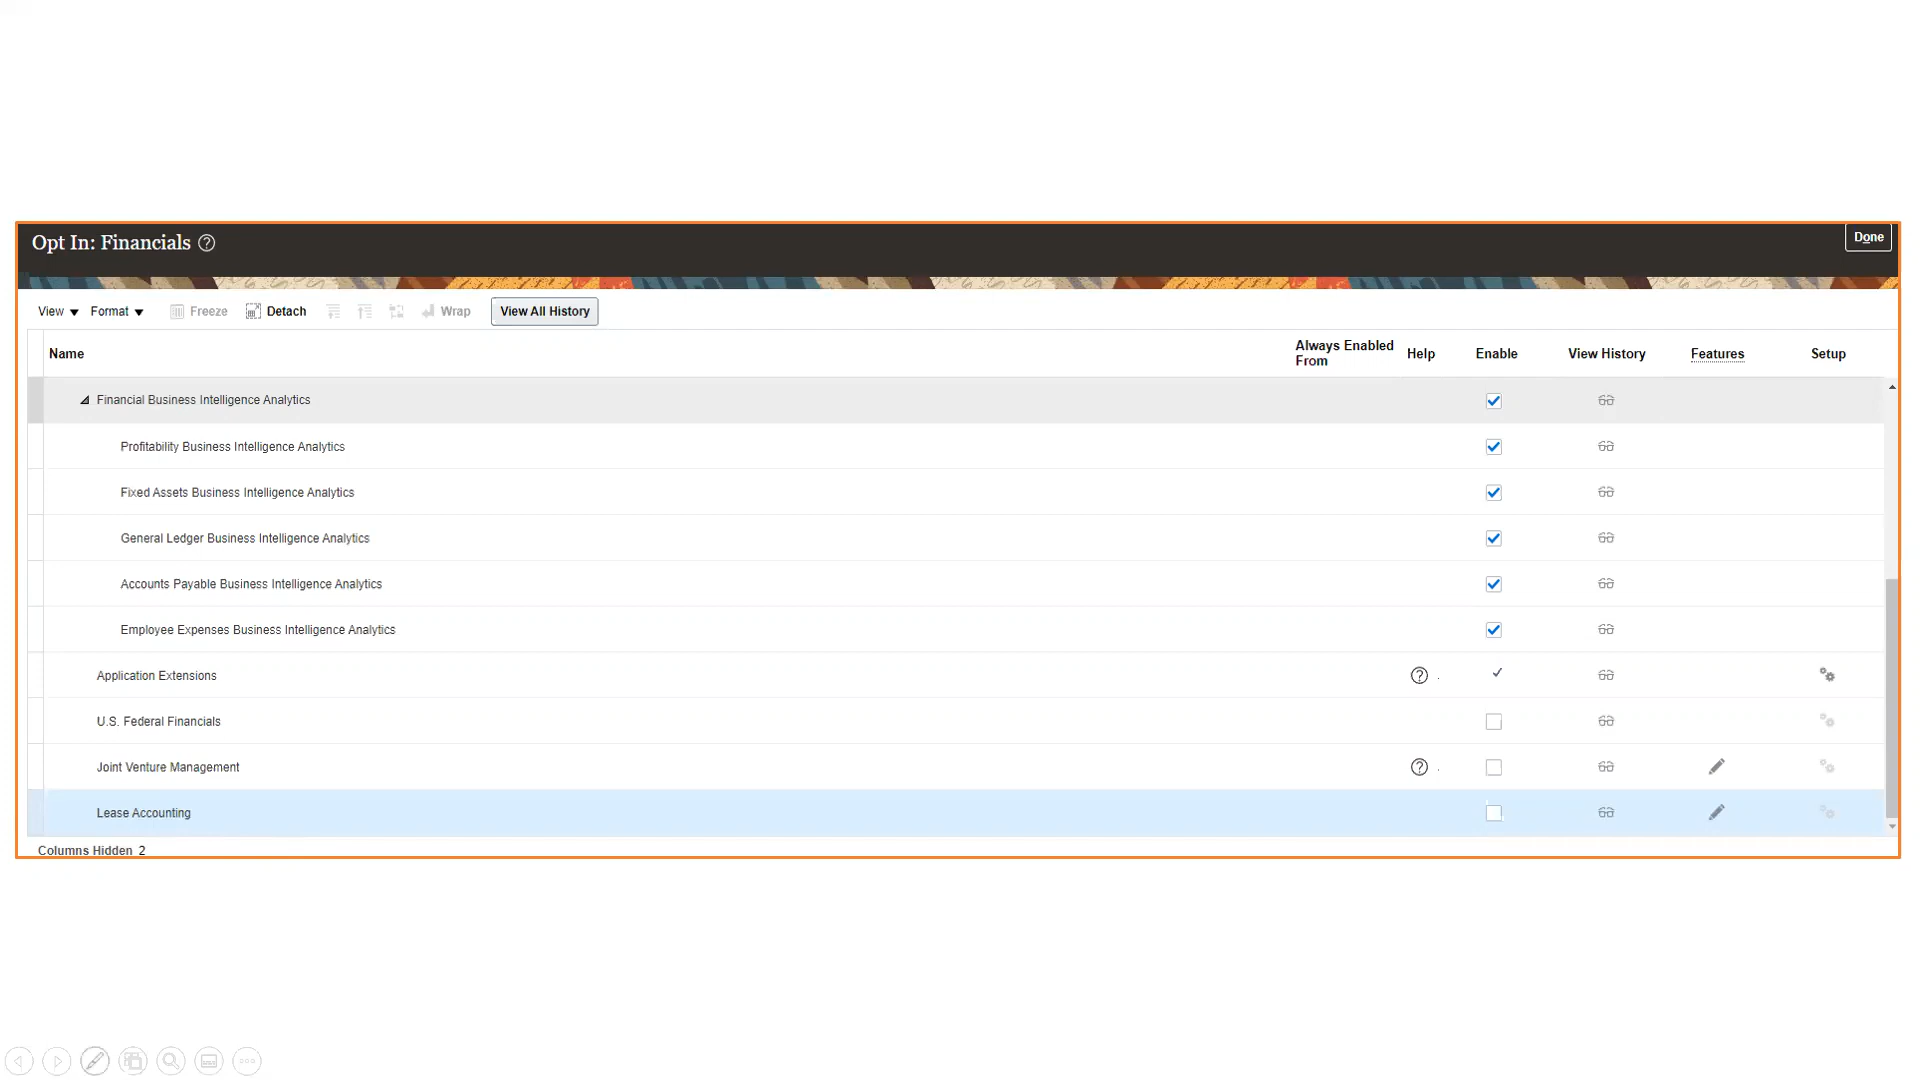 Opt In: Financials ?
Done
View Format Freeze Detach Wrap View All History
Name Always Enabled From Help Enable View History Features Setup
Financial Business Intelligence Analytics
Profitability Business Intelligence Analytics
Fixed Assets Business Intelligence Analytics
General Ledger Business Intelligence Analytics
Accounts Payable Business Intelligence Analytics
Employee Expenses Business Intelligence Analytics
Application Extensions ?
U.S. Federal Financials
Joint Venture Management ?
Lease Accounting
Columns Hidden 2